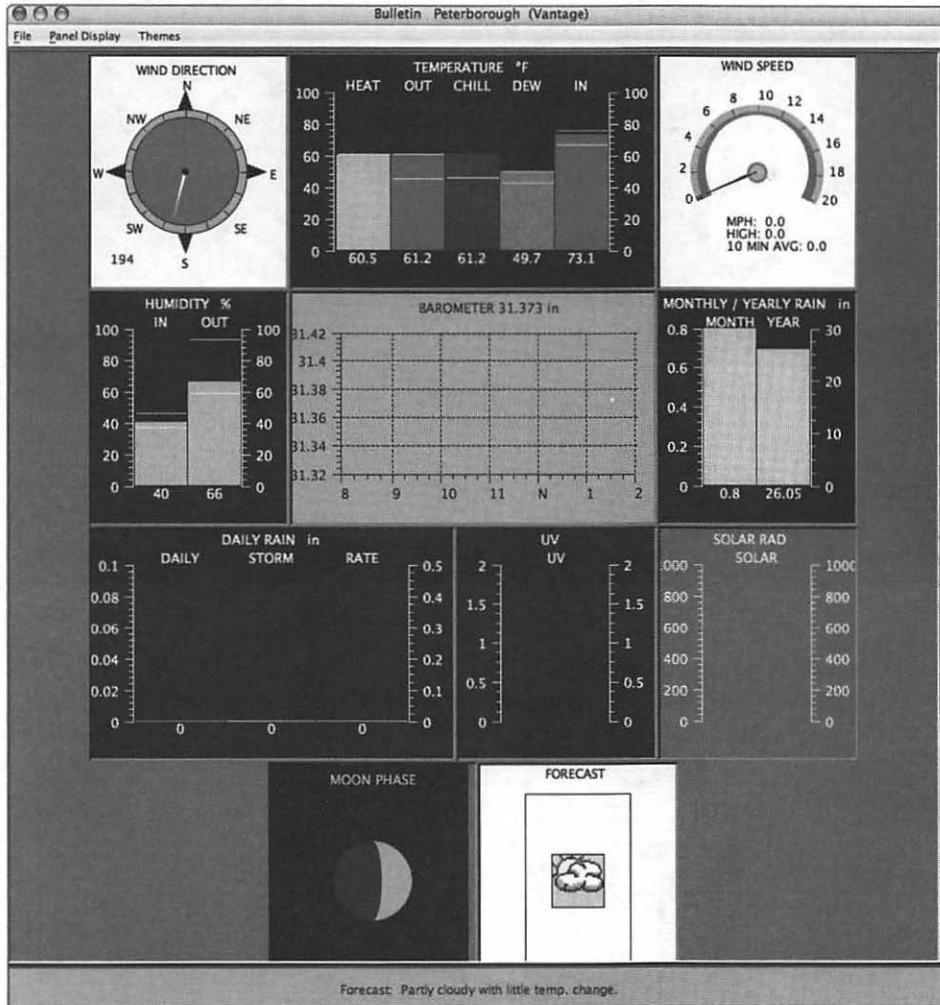 Bulletin Peterborough (Vantage)
File Panel Display Themes
WIND DIRECTION
N
NW NE
W E
SW SE
194 S
TEMPERATURE °F
HEAT OUT CHILL DEW IN
100 100
80 80
60 60
40 40
20 20
0 0
60.5 61.2 61.2 49.7 73.1
WIND SPEED
0 2 4 6 8 10 12 14 16 18 20
MPH: 0.0
HIGH: 0.0
10 MIN AVG: 0.0
HUMIDITY %
IN OUT
100 100
80 80
60 60
40 40
20 20
0 0
40 66
BAROMETER 31.373 in
31.42
31.4
31.38
31.36
31.34
31.32
8 9 10 11 N 1 2
MONTHLY / YEARLY RAIN in
MONTH YEAR
0.8 30
0.6 20
0.4
0.2 10
0 0
0.8 26.05
DAILY RAIN in
DAILY STORM RATE
0.1 0.5
0.08 0.4
0.06 0.3
0.04 0.2
0.02 0.1
0 0
0 0 0
UV
UV
2 2
1.5 1.5
1 1
0.5 0.5
0 0
SOLAR RAD
SOLAR
000 100
800 800
600 600
400 400
200 200
0 0
MOON PHASE
FORECAST
Forecast: Partly cloudy with little temp. change.